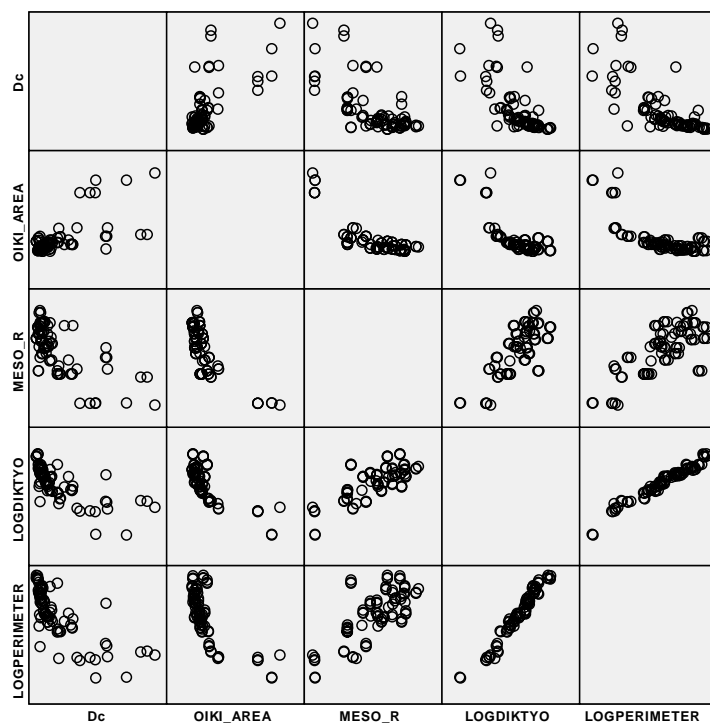 Dc
OIKI_AREA
MESO_R
LOGDIKTYO
LOGPERIMETER
Dc OIKI_AREA MESO_R LOGDIKTYO LOGPERIMETER